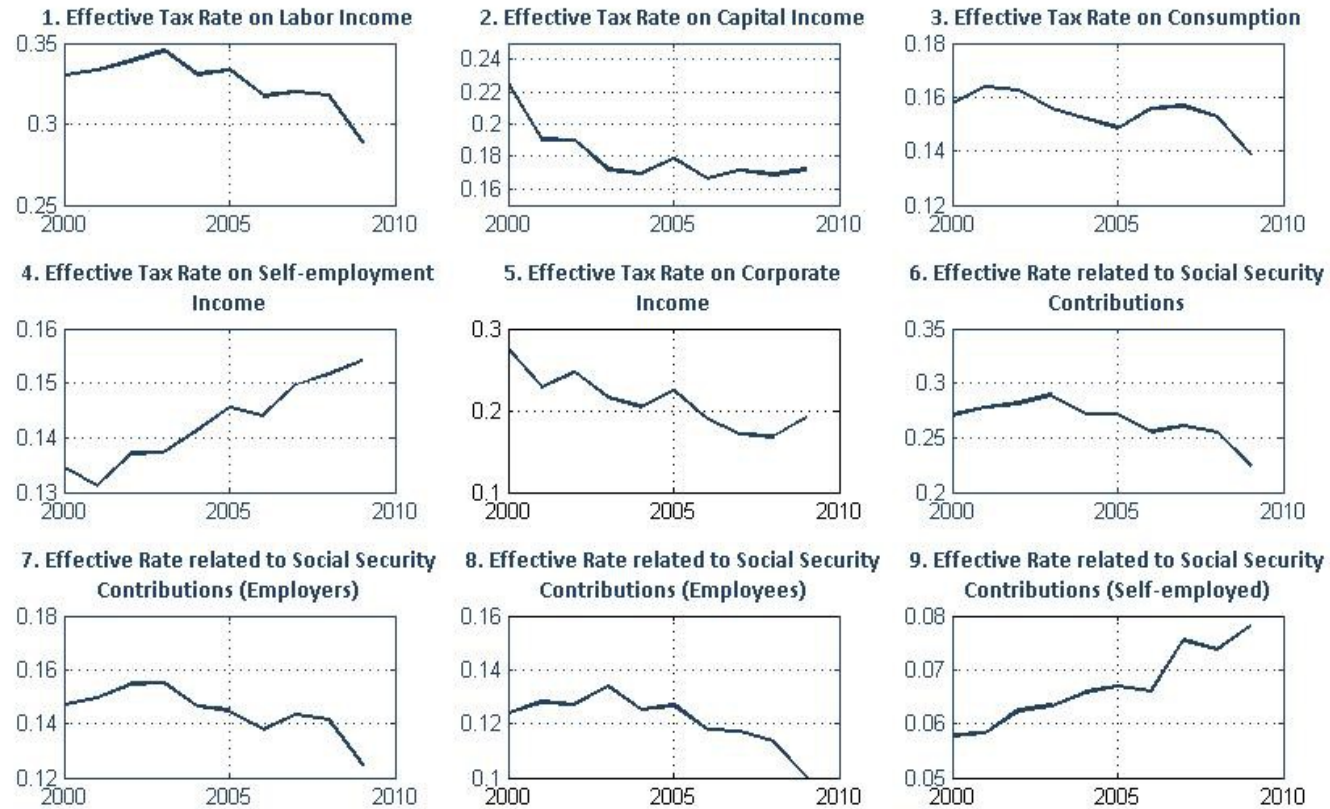 1. Effective Tax Rate on Labor Income
0.35
0.3
0.25
2000 2005 2010
2. Effective Tax Rate on Capital Income
0.24
0.22
0.2
0.18
0.16
2000 2005 2010
3. Effective Tax Rate on Consumption
0.18
0.16
0.14
0.12
2000 2005 2010
4. Effective Tax Rate on Self-employment
Income
0.16
0.15
0.14
0.13
2000 2005 2010
5. Effective Tax Rate on Corporate
Income
0.3
0.2
0.1
2000 2005 2010
6. Effective Rate related to Social Security
Contributions
0.35
0.3
0.25
0.2
2000 2005 2010
7. Effective Rate related to Social Security
Contributions (Employers)
0.18
0.16
0.14
0.12
2000 2005 2010
8. Effective Rate related to Social Security
Contributions (Employees)
0.16
0.14
0.12
0.1
2000 2005 2010
9. Effective Rate related to Social Security
Contributions (Self-employed)
0.08
0.07
0.06
0.05
2000 2005 2010